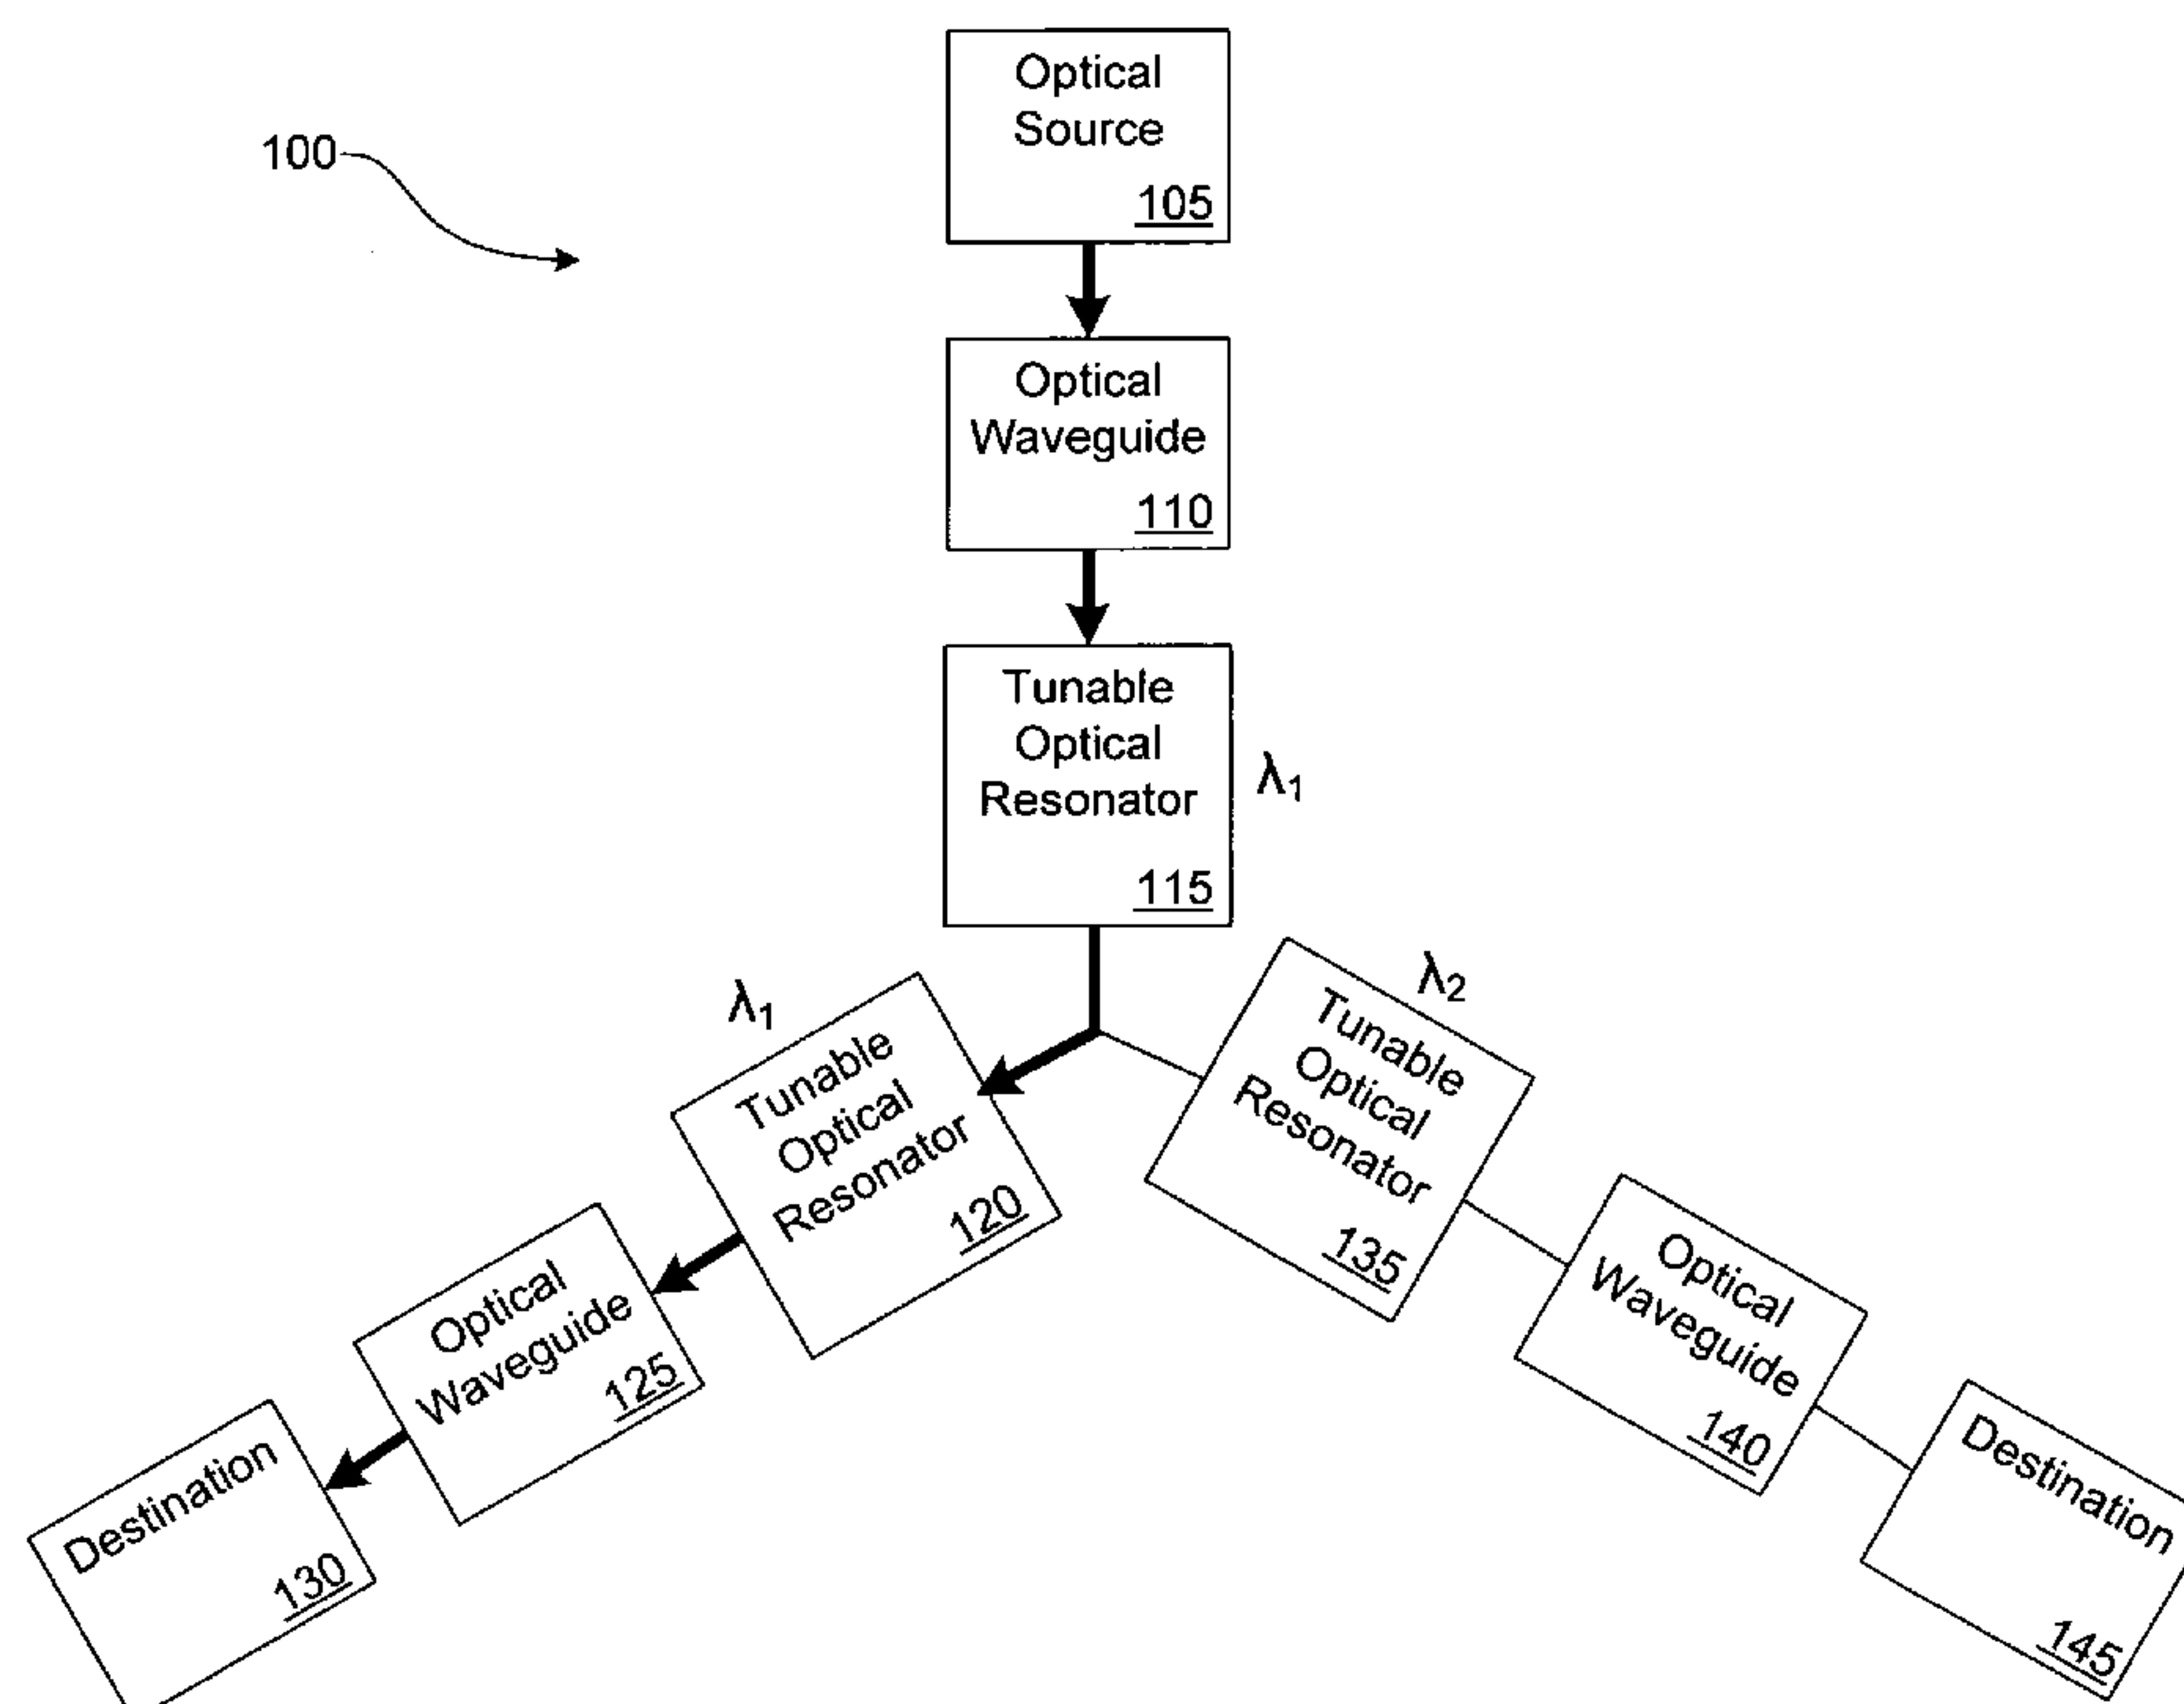 100
Optical
Source
105
Optical
Waveguide
110
Tunable
Optical
Resonator
115
λ1
λ1
Tunable
Optical
Resonator
120
Optical
Waveguide
125
Destination
130
λ2
Tunable
Optical
Resonator
135
Optical
Waveguide
140
Destination
145